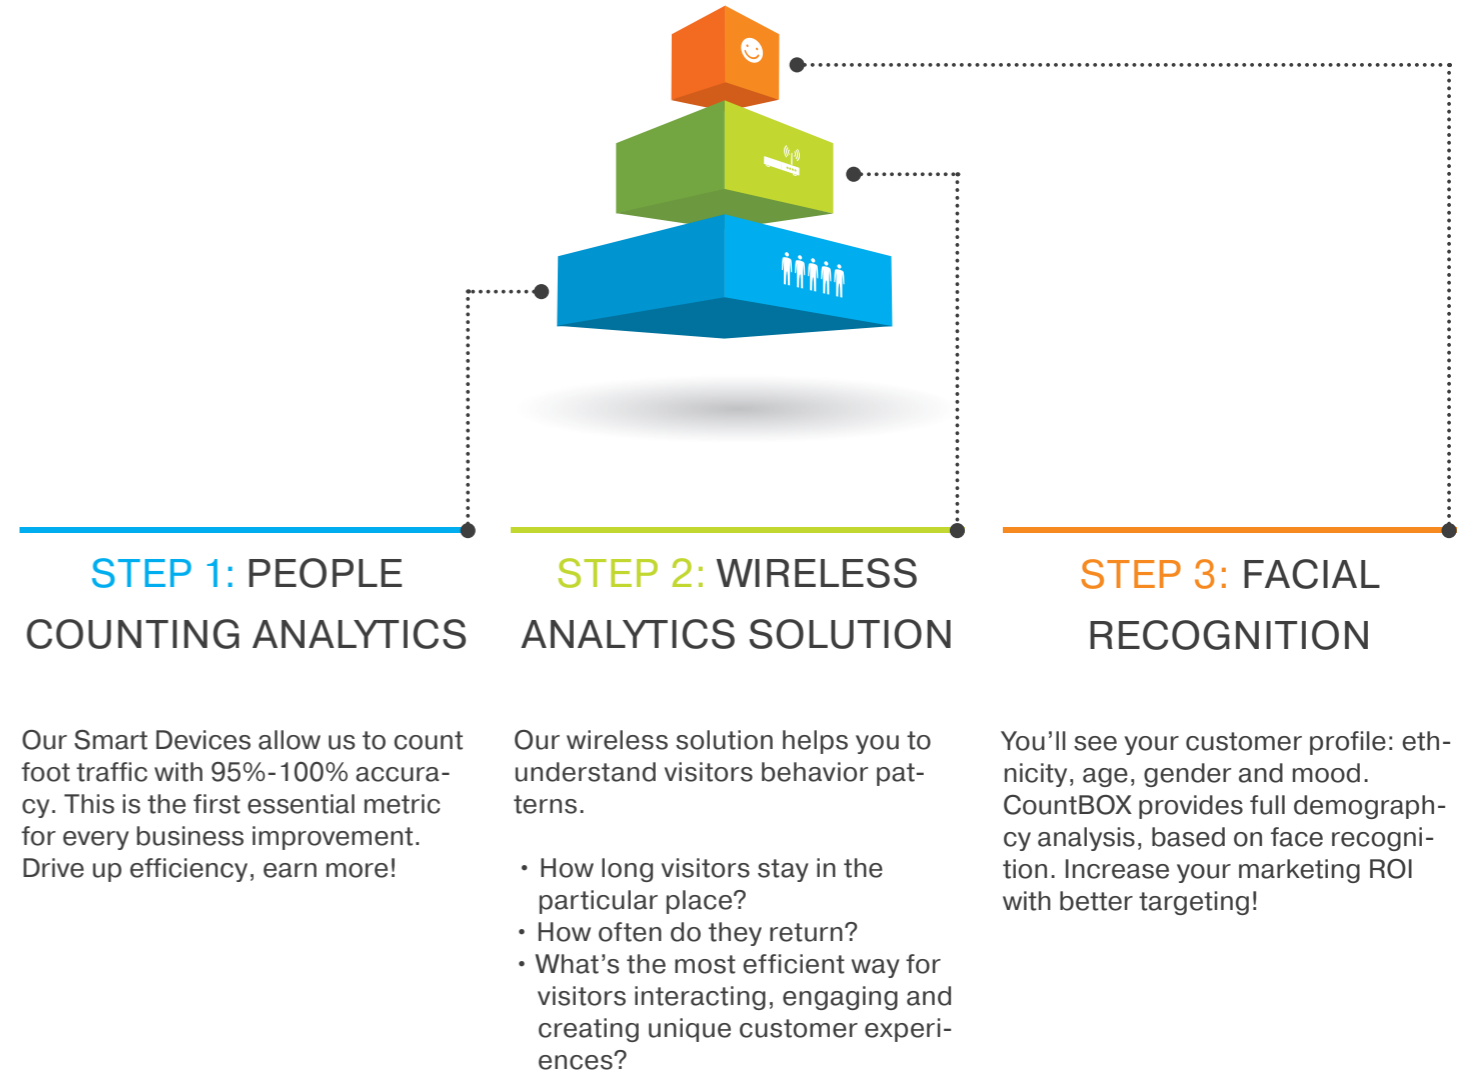 STEP 1: PEOPLE
COUNTING ANALYTICS
Our Smart Devices allow us to count
foot traffic with 95%-100% accura-
cy. This is the first essential metric
for every business improvement.
Drive up efficiency, earn more!
STEP 2: WIRELESS
ANALYTICS SOLUTION
Our wireless solution helps you to
understand visitors behavior pat-
terns.
• How long visitors stay in the
particular place?
• How often do they return?
• What's the most efficient way for
visitors interacting, engaging and
creating unique customer experi-
ences?
STEP 3: FACIAL
RECOGNITION
You'll see your customer profile: eth-
nicity, age, gender and mood.
CountBOX provides full demograph-
cy analysis, based on face recogni-
tion. Increase your marketing ROI
with better targeting!